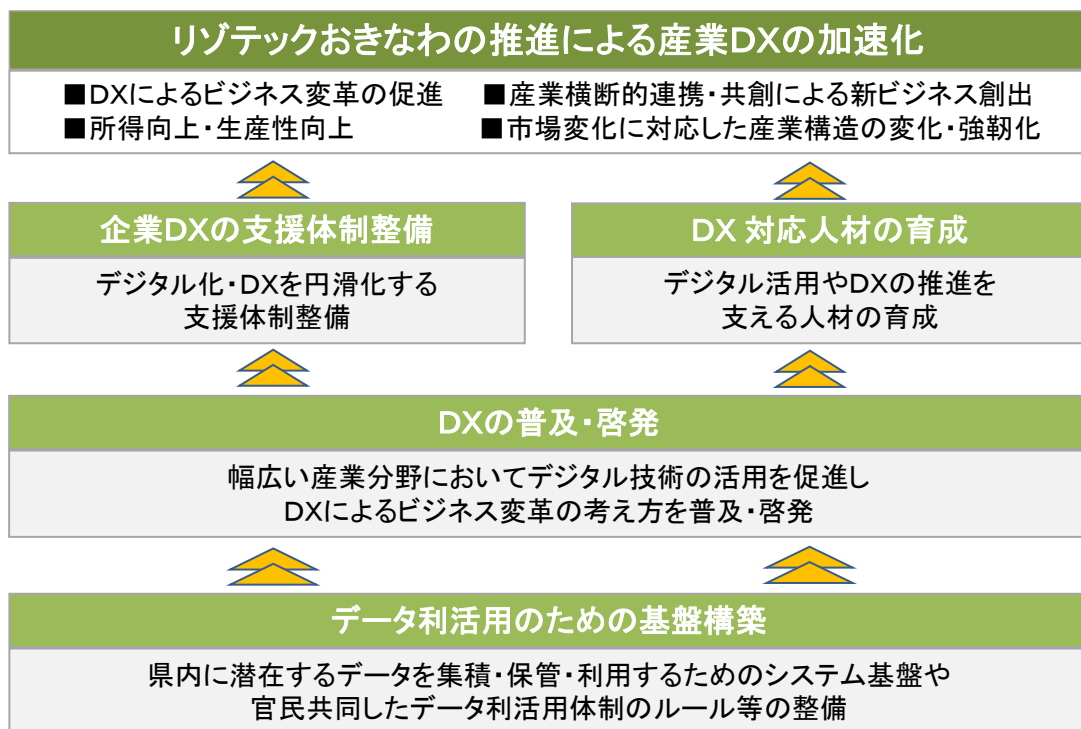 リゾテックおきなわの推進による産業DXの加速化
■DXによるビジネス変革の促進 ■産業横断的連携・共創による新ビジネス創出
■所得向上・生産性向上 ■市場変化に対応した産業構造の変化・強靭化
企業DXの支援体制整備
デジタル化・DXを円滑化する
支援体制整備
DX 対応人材の育成
デジタル活用やDXの推進を
支える人材の育成
DXの普及・啓発
幅広い産業分野においてデジタル技術の活用を促進し
DXによるビジネス変革の考え方を普及・啓発
データ利活用のための基盤構築
県内に潜在するデータを集積・保管・利用するためのシステム基盤や
官民共同したデータ利活用体制のルール等の整備